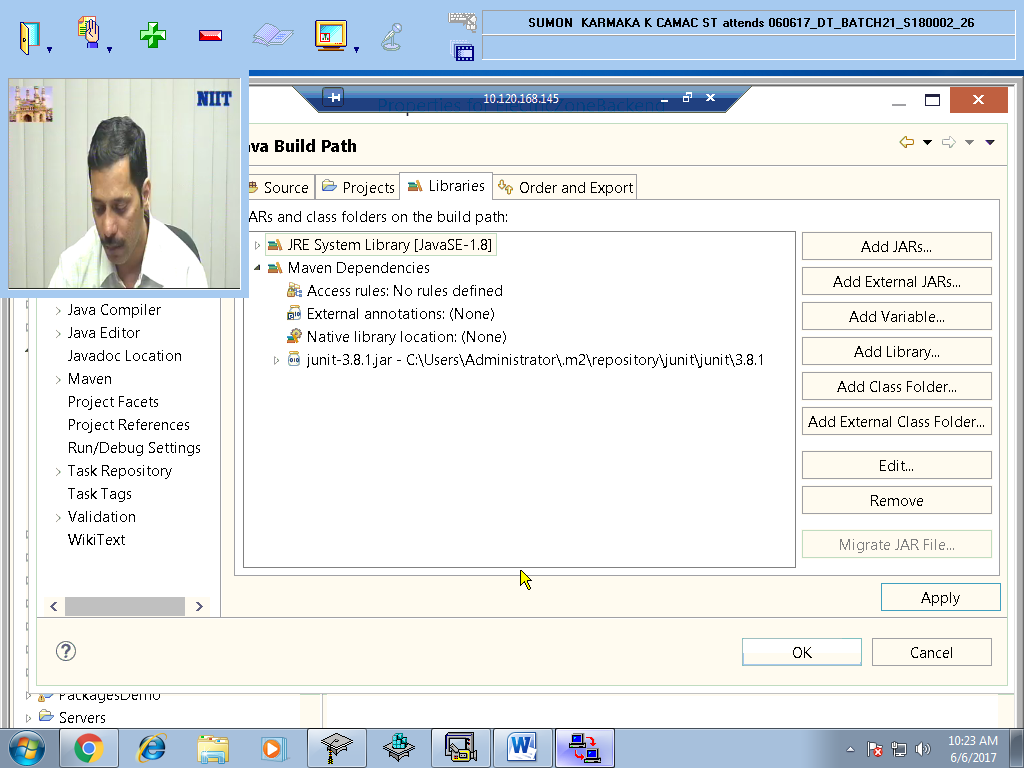 SUMON KARMAKA K CAMAC ST attends 060617_DT_BATCH21_S180002_26
NIIT
10.120.168.145
va Build Path
Source
Projects
Libraries
Order and Export
ARs and class folders on the build path:
JRE System Library [JavaSE-1.8]
Maven Dependencies
Access rules: No rules defined
External annotations: (None)
Native library location: (None)
junit-3.8.1.jar - C:\Users\Administrator\.m2\repository\junit\junit\3.8.1
Add JARs...
Add External JARs...
Add Variable...
Add Library...
Add Class Folder...
Add External Class Folder...
Edit...
Remove
Migrate JAR File...
Java Compiler
Java Editor
Javadoc Location
Maven
Project Facets
Project References
Run/Debug Settings
Task Repository
Task Tags
Validation
WikiText
Apply
OK
Cancel
PackagesDemo
Servers
10:23 AM
6/6/2017